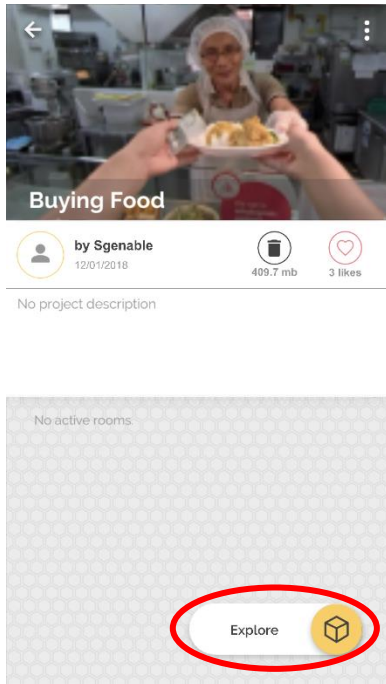 Buying Food
by Sgenable
12/01/2018
409.7 mb
3 likes
No project description
No active rooms.
Explore